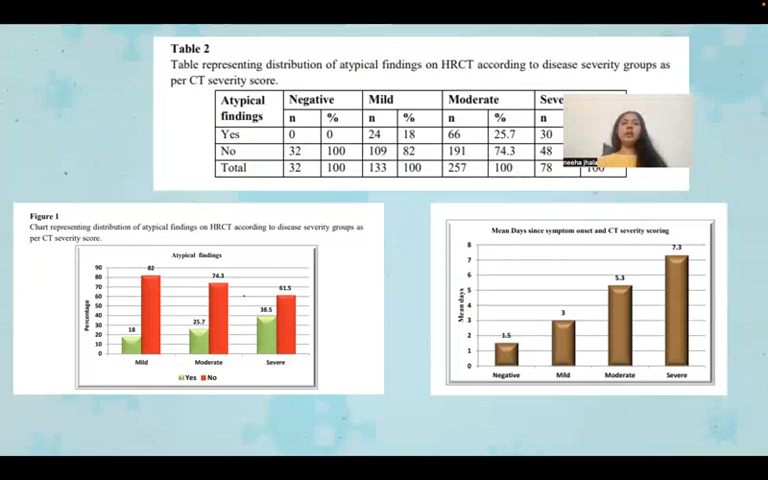 Table 2
Table representing distribution of atypical findings on HRCT according to disease severity groups as
per CT severity score.
Atypical findings Negative Mild Moderate
n % n % n % n
Yes 0 0 24 18 66 25.7 30
No 32 100 109 82 191 74.3 48
Total 32 100 133 100 257 100 78 100
neeha jhala
Figure 1
Chart representing distribution of atypical findings on HRCT according to disease severity groups as
per CT severity score.
Atypical findings
Percentage
90
80
70
60
50
40
30
20
10
0
18
82
25.7
74.3
38.5
61.5
Mild Moderate Severe
Yes No
Mean Days since symptom onset and CT severity scoring
Mean days
8
7
6
5
4
3
2
1
0
1.5
3
5.3
7.3
Negative Mild Moderate Severe